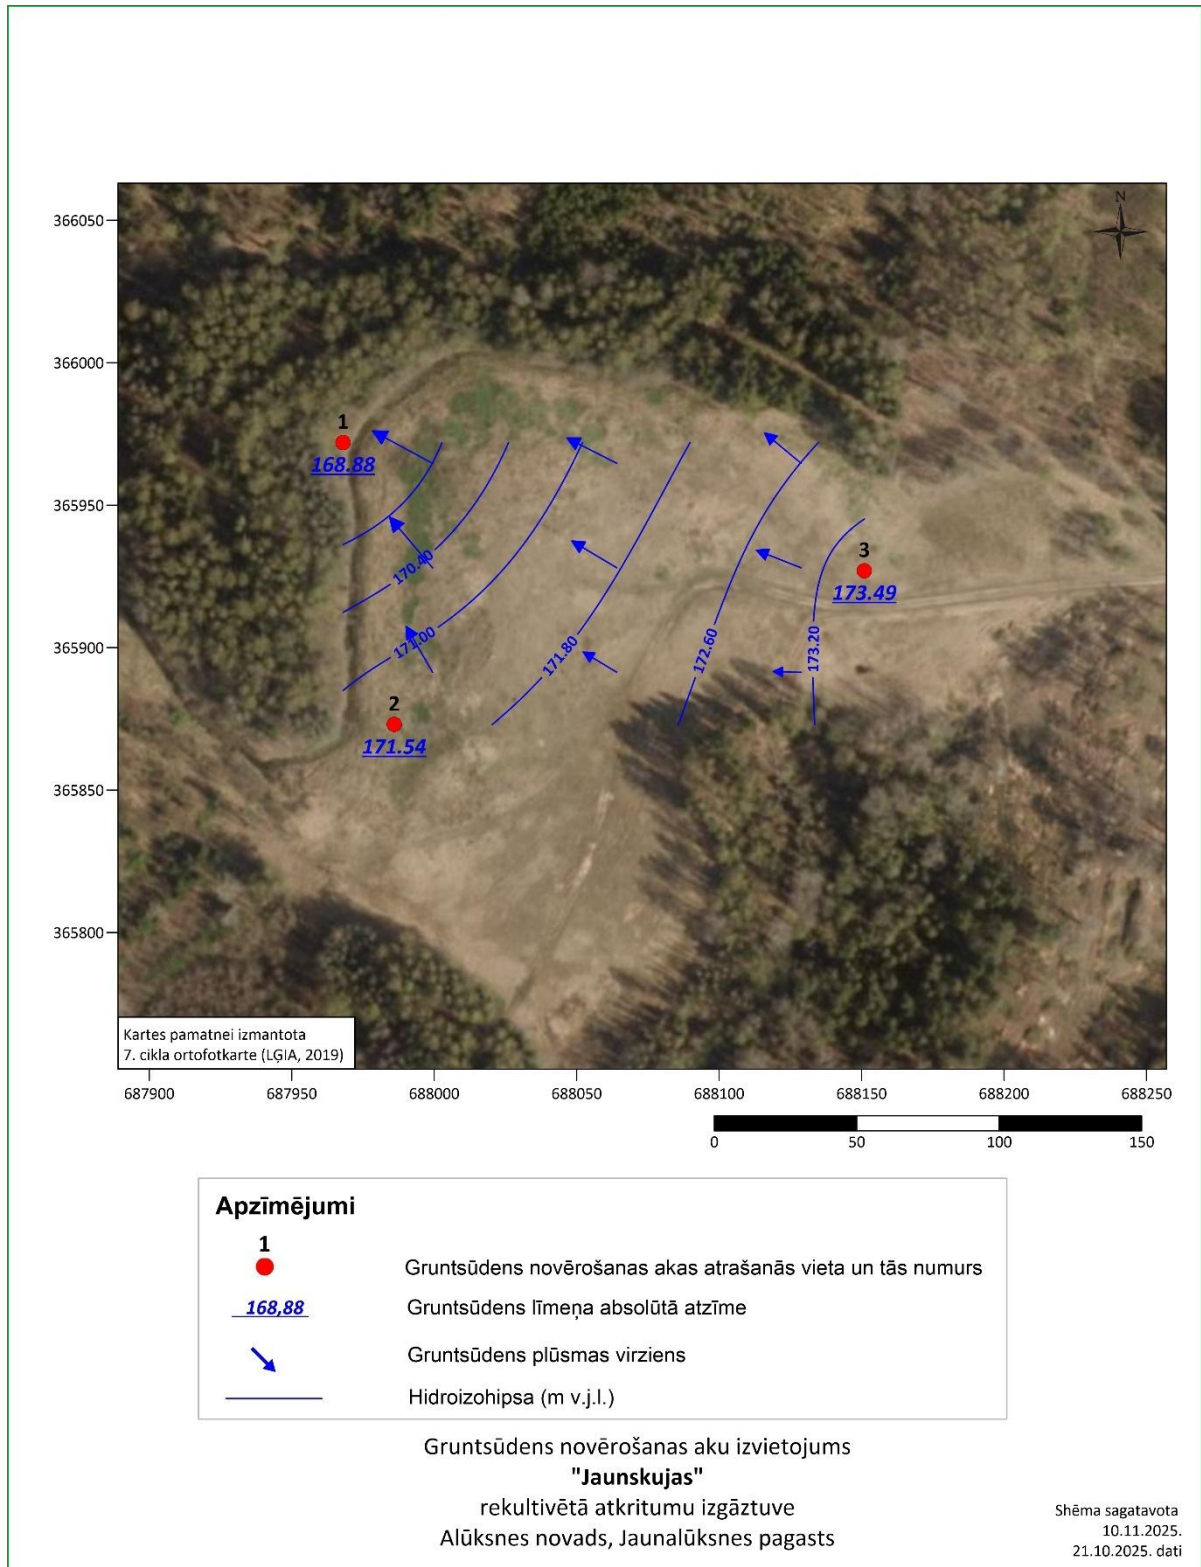 N
366050
366000
365950
365900
365850
365800
1
168.88
3
173.49
2
171.54
170.40
171.00
171.80
172.60
173.20
Kartes pamatnei izmantota
7. cikla ortofotkarte (LĢIA, 2019)
687900 687950 688000 688050 688100 688150 688200 688250
0 50 100 150
Apzīmējumi
1
Gruntsūdens novērošanas akas atrašanās vieta un tās numurs
168,88 Gruntsūdens līmeņa absolūtā atzīme
Gruntsūdens plūsmas virziens
Hidroizohipsa (m v.j.l.)
Gruntsūdens novērošanas aku izvietojums
"Jaunskujas"
rekultivētā atkritumu izgāztuve
Alūksnes novads, Jaunalūksnes pagasts
Shēma sagatavota
10.11.2025.
21.10.2025. dati